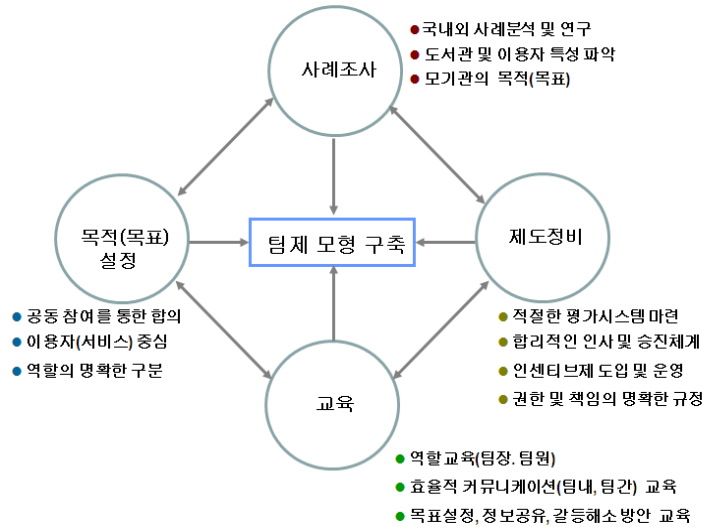 사례조사
● 국내외 사례분석 및 연구
● 도서관 및 이용자 특성 파악
● 모기관의 목적(목표)
목적(목표)
설정
팀제 모형 구축
제도정비
● 공동 참여를 통한 합의
● 이용자(서비스) 중심
● 역할의 명확한 구분
● 적절한 평가시스템 마련
● 합리적인 인사 및 승진체계
● 인센티브제 도입 및 운영
● 권한 및 책임의 명확한 규정
교육
● 역할교육(팀장. 팀원)
● 효율적 커뮤니케이션(팀내, 팀간) 교육
● 목표설정, 정보공유, 갈등해소 방안 교육